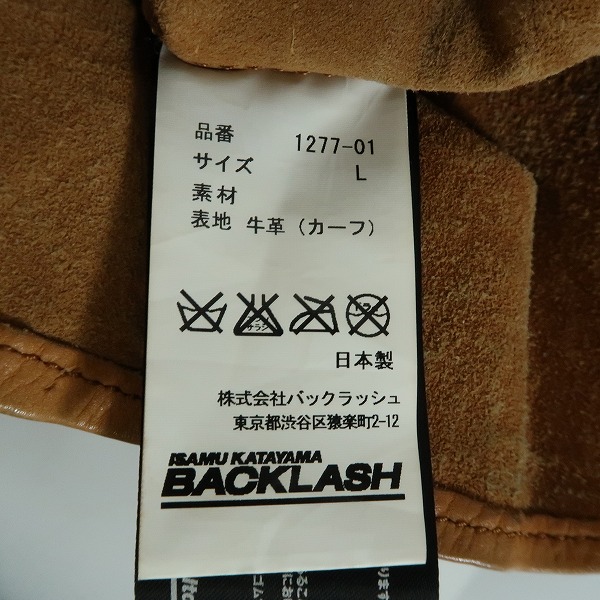 品番 1277-01
サイズ L
素材
表地 牛革（カーフ）
日本製
株式会社バックラッシュ
東京都渋谷区猿楽町2-12
ISAMU KATAYAMA
BACKLASH